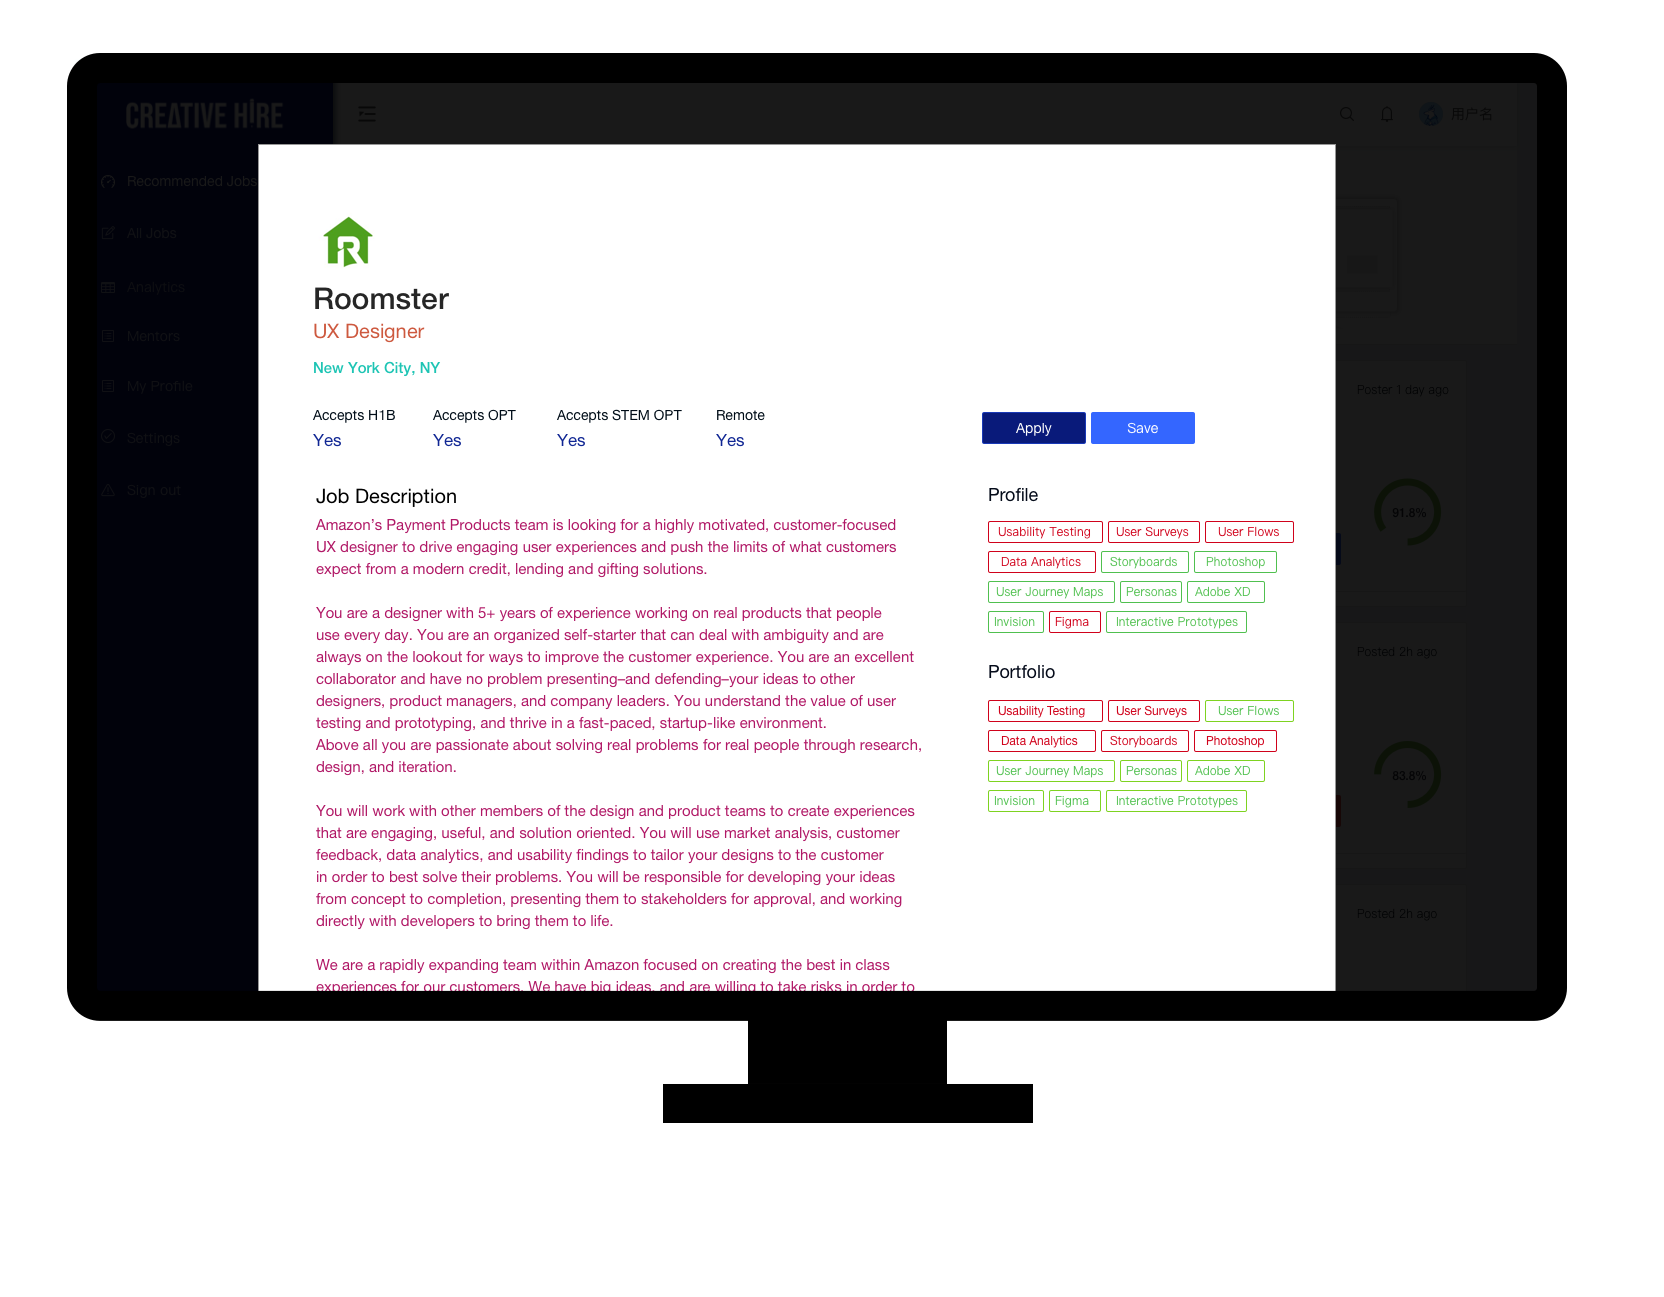 CREATIVE HIRE
用户名
Recommended Jobs
All Jobs
Analytics
Mentors
My Profile
Settings
Sign out
Roomster
UX Designer
New York City, NY
Accepts H1B Accepts OPT Accepts STEM OPT Remote
Yes Yes Yes Yes
Apply Save
Job Description
Amazon’s Payment Products team is looking for a highly motivated, customer-focused
UX designer to drive engaging user experiences and push the limits of what customers
expect from a modern credit, lending and gifting solutions.
You are a designer with 5+ years of experience working on real products that people
use every day. You are an organized self-starter that can deal with ambiguity and are
always on the lookout for ways to improve the customer experience. You are an excellent
collaborator and have no problem presenting–and defending–your ideas to other
designers, product managers, and company leaders. You understand the value of user
testing and prototyping, and thrive in a fast-paced, startup-like environment.
Above all you are passionate about solving real problems for real people through research,
design, and iteration.
You will work with other members of the design and product teams to create experiences
that are engaging, useful, and solution oriented. You will use market analysis, customer
feedback, data analytics, and usability findings to tailor your designs to the customer
in order to best solve their problems. You will be responsible for developing your ideas
from concept to completion, presenting them to stakeholders for approval, and working
directly with developers to bring them to life.
We are a rapidly expanding team within Amazon focused on creating the best in class
experiences for our customers. We have big ideas, and are willing to take risks in order to
Profile
Usability Testing User Surveys User Flows
Data Analytics Storyboards Photoshop
User Journey Maps Personas Adobe XD
Invision Figma Interactive Prototypes
Portfolio
Usability Testing User Surveys User Flows
Data Analytics Storyboards Photoshop
User Journey Maps Personas Adobe XD
Invision Figma Interactive Prototypes
Poster 1 day ago
91.8%
Posted 2h ago
83.8%
Posted 2h ago